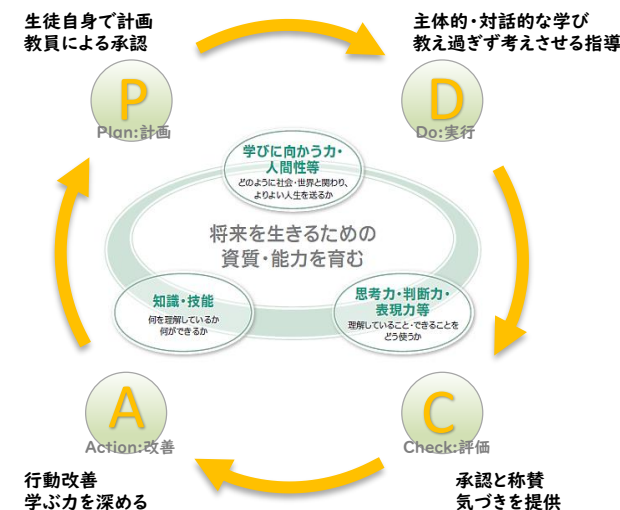 生徒自身で計画
教員による承認
P
Plan:計画
主体的・対話的な学び
教え過ぎず考えさせる指導
D
Do:実行
学びに向かう力・
人間性等
どのように社会・世界と関わり、
よりよい人生を送るか
将来を生きるための
資質・能力を育む
知識・技能
何を理解しているか
何ができるか
思考力・判断力・
表現力等
理解していること・できることを
どう使うか
A
Action:改善
行動改善
学ぶ力を深める
C
Check:評価
承認と称賛
気づきを提供